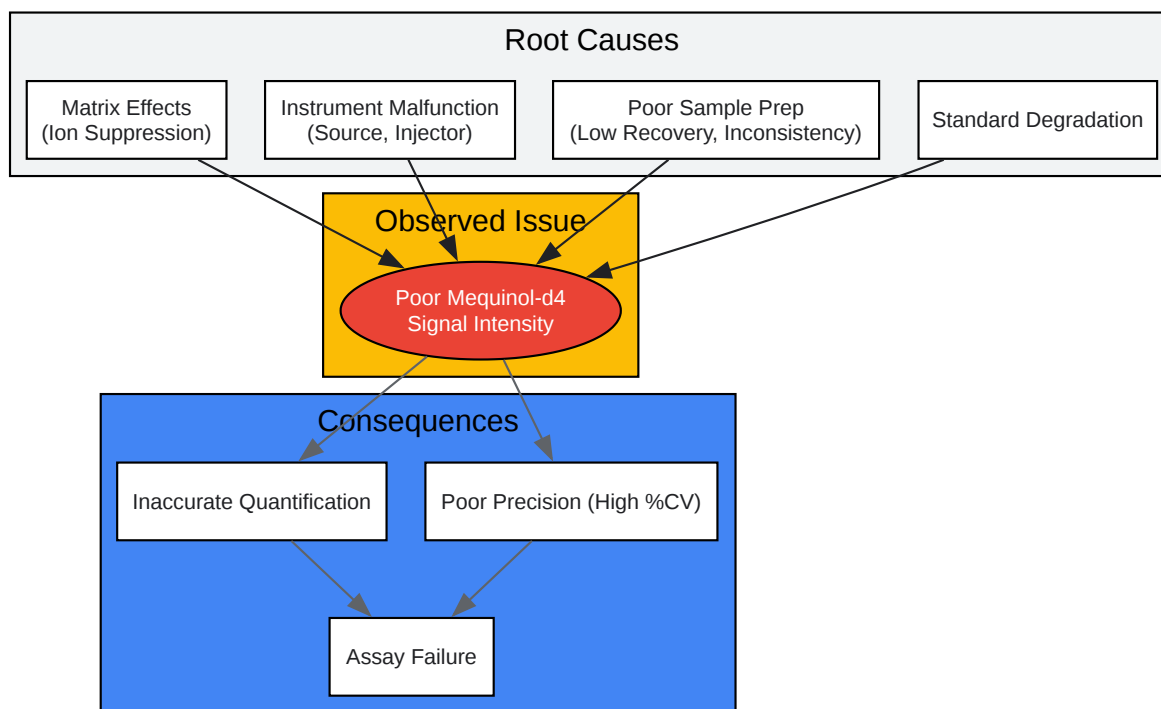 Root Causes
Matrix Effects
(Ion Suppression)
Instrument Malfunction
(Source, Injector)
Poor Sample Prep
(Low Recovery, Inconsistency)
Standard Degradation
Observed Issue
Poor Mequinol-d4
Signal Intensity
Consequences
Inaccurate Quantification
Poor Precision (High %CV)
Assay Failure